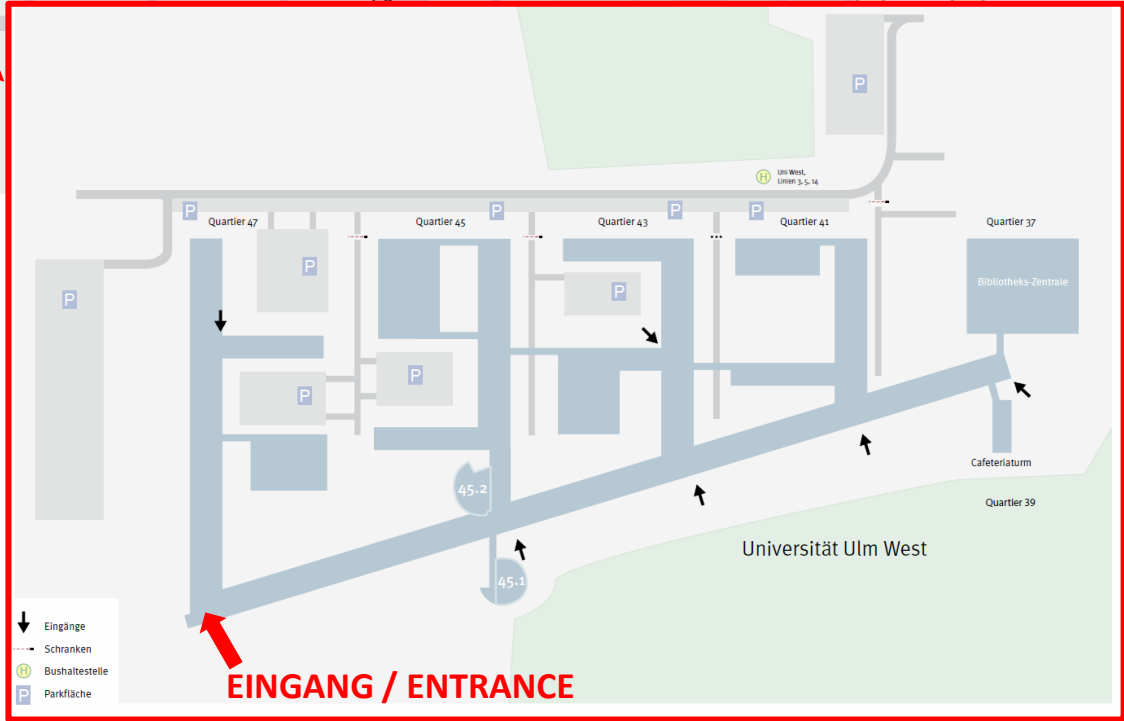 P
H
Uni West,
Linien 3, 5, 14
P
P
P
P
Quartier 47
Quartier 45
Quartier 43
Quartier 41
Quartier 37
P
P
P
Bibliotheks-Zentrale
P
P
45.2
Cafeteriaturm
Quartier 39
Universität Ulm West
45.1
Eingänge
Schranken
H Bushaltestelle
P Parkfläche
EINGANG / ENTRANCE